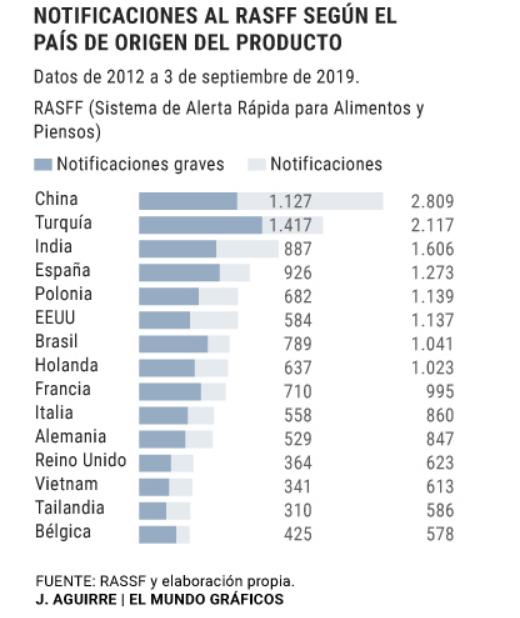 NOTIFICACIONES AL RASFF SEGÚN EL
PAÍS DE ORIGEN DEL PRODUCTO
Datos de 2012 a 3 de septiembre de 2019.
RASFF (Sistema de Alerta Rápida para Alimentos y
Piensos)
Notificaciones graves Notificaciones
China 1.127 2.809
Turquía 1.417 2.117
India 887 1.606
España 926 1.273
Polonia 682 1.139
EEUU 584 1.137
Brasil 789 1.041
Holanda 637 1.023
Francia 710 995
Italia 558 860
Alemania 529 847
Reino Unido 364 623
Vietnam 341 613
Tailandia 310 586
Bélgica 425 578
FUENTE: RASSF y elaboración propia.
J. AGUIRRE | EL MUNDO GRÁFICOS